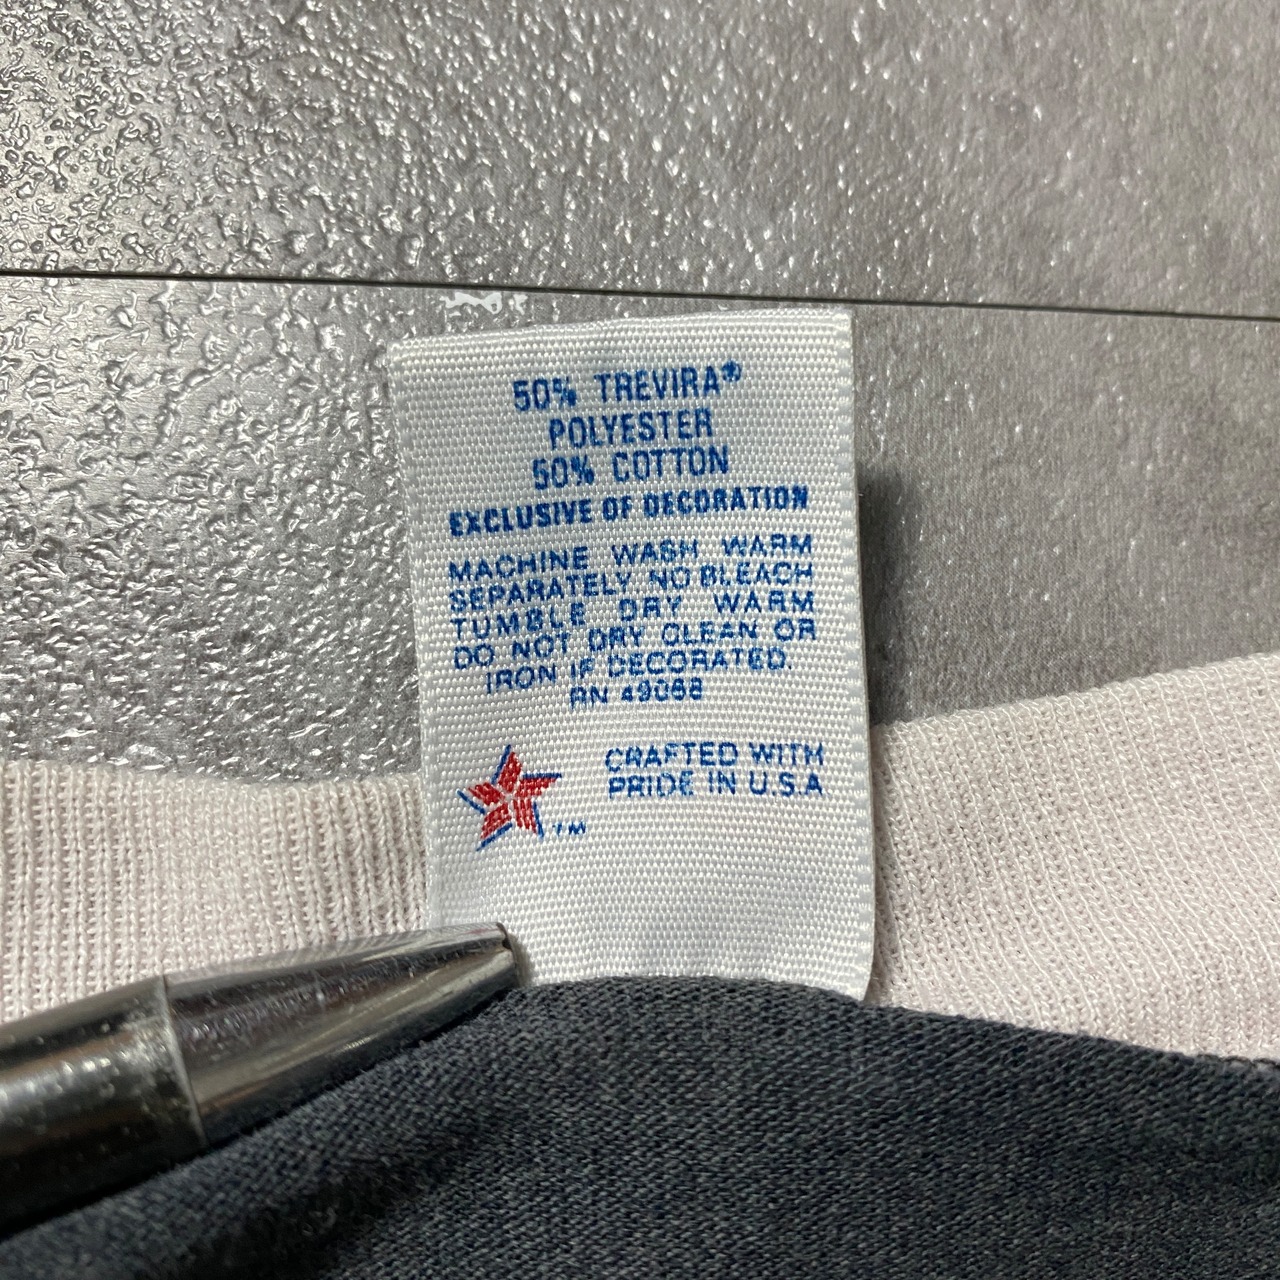 50% TREVIRA®
POLYESTER
50% COTTON
EXCLUSIVE OF DECORATION
MACHINE WASH WARM
SEPARATELY, NO BLEACH
TUMBLE DRY WARM
DO NOT DRY CLEAN OR
IRON IF DECORATED.
RN 49068
CRAFTED WITH
PRIDE IN U.S.A
TM